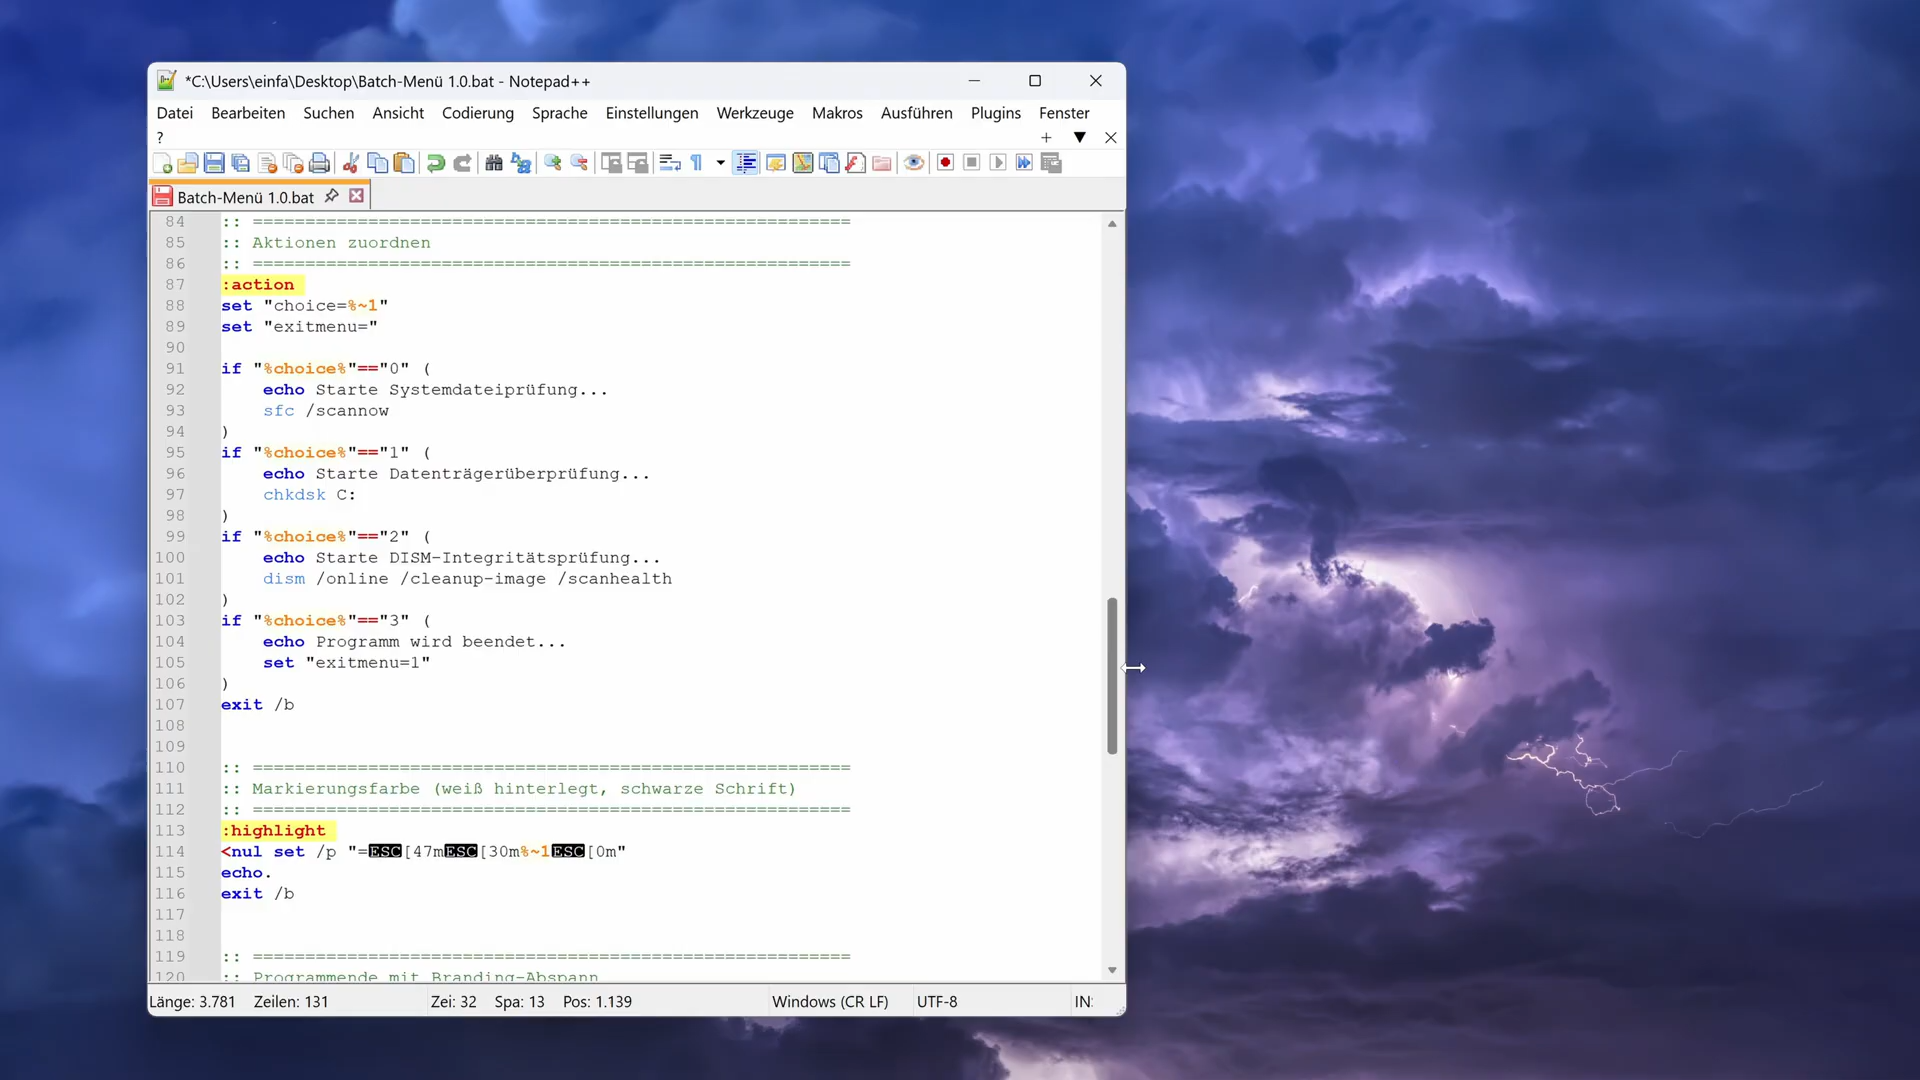 *C:\Users\einfa\Desktop\Batch-Menü 1.0.bat - Notepad++
Datei Bearbeiten Suchen Ansicht Codierung Sprache Einstellungen Werkzeuge Makros Ausführen Plugins Fenster
?
Batch-Menü 1.0.bat
84 :: =========================================================
85 :: Aktionen zuordnen
86 :: =========================================================
87 :action
88 set "choice=%~1"
89 set "exitmenu="
90
91 if "%choice%"=="0" (
92 echo Starte Systemdateiprüfung...
93 sfc /scannow
94 )
95 if "%choice%"=="1" (
96 echo Starte Datenträgerüberprüfung...
97 chkdsk C:
98 )
99 if "%choice%"=="2" (
100 echo Starte DISM-Integritätsprüfung...
101 dism /online /cleanup-image /scanhealth
102 )
103 if "%choice%"=="3" (
104 echo Programm wird beendet...
105 set "exitmenu=1"
106 )
107 exit /b
108
109
110 :: =========================================================
111 :: Markierungsfarbe (weiß hinterlegt, schwarze Schrift)
112 :: =========================================================
113 :highlight
114 <nul set /p "=ESC[47mESC[30m%~1ESC[0m"
115 echo.
116 exit /b
117
118
119 :: =========================================================
120 :: Programmende mit Branding-Abspann
Länge: 3.781 Zeilen: 131 Zei: 32 Spa: 13 Pos: 1.139 Windows (CR LF) UTF-8 IN